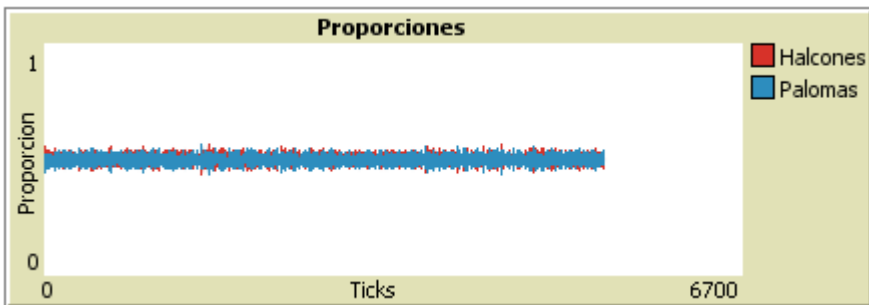 Proporciones
1
Halcones
Palomas
Proporcion
0
0 Ticks 6700